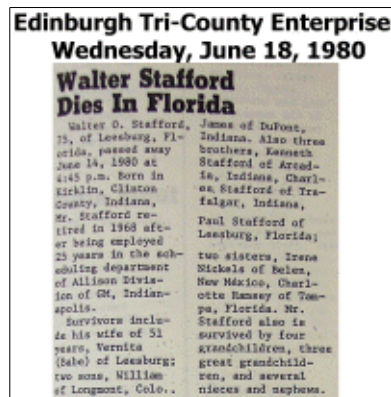 Edinburgh Tri-County Enterprise
Wednesday, June 18, 1980
Walter Stafford
Dies In Florida
Walter O. Stafford,
75, of Leesburg, Fl-
orida, passed away
June 14, 1980 at
4:45 p.m. Born in
Kirklin, Clinton
County, Indiana,
Mr. Stafford re-
tired in 1968 aft-
er being employed
25 years in the sch-
eduling department
of Allison Divis-
ion of GM, Indian-
apolis.
Survivors inclu-
de his wife of 51
years, Vernita
(Babe) of Leesburg;
two sons, William
of Longmont, Colo.,
James of DuPont,
Indiana. Also three
brothers, Kenneth
Stafford of Arcad-
ia, Indiana, Charl-
es Stafford of Tra-
falgar, Indiana,
Paul Stafford of
Leesburg, Florida;
two sisters, Irene
Nickels of Belen,
New Mexico, Charl-
otte Ramsey of Tam-
pa, Florida. Mr.
Stafford also is
survived by four
grandchildren, three
great grandchild-
ren, and several
nieces and nephews.